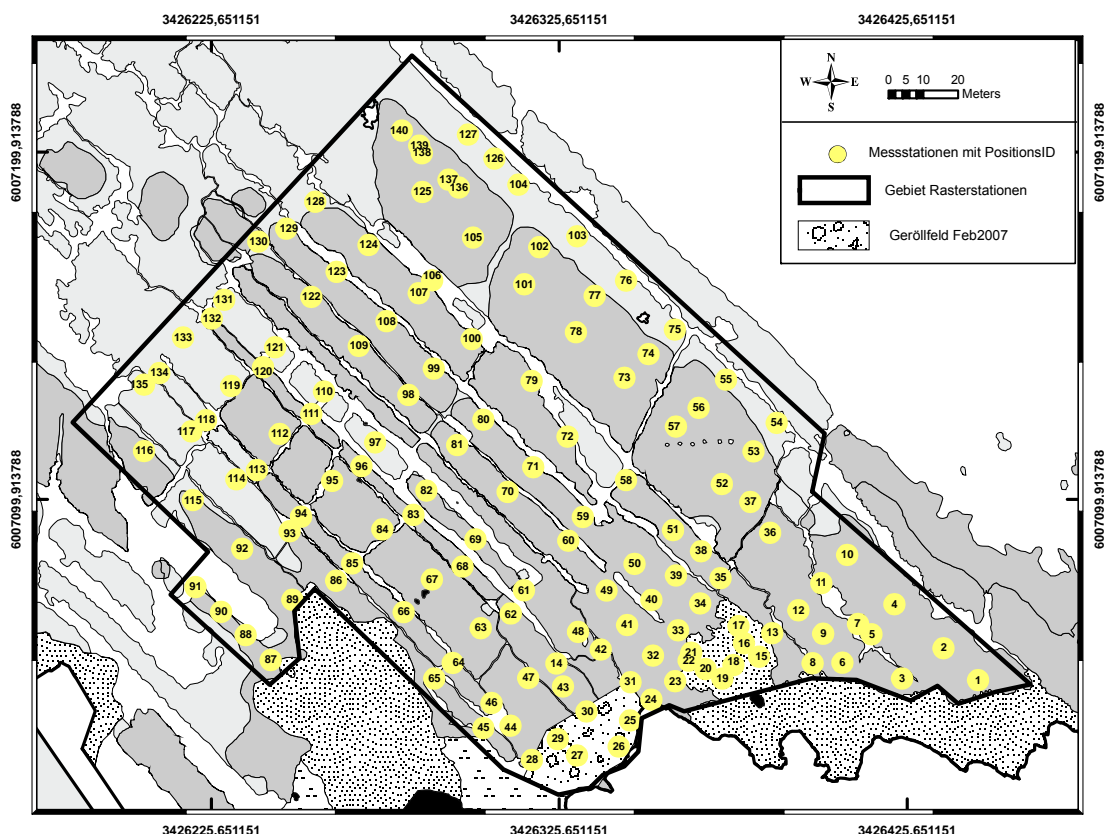 3426225,651151 3426325,651151 3426425,651151
N
W E
S
0 5 10 20
Meters
Messstationen mit PositionsID
Gebiet Rasterstationen
Geröllfeld Feb2007
6007199,913788 6007199,913788
6007099,913788 6007099,913788
140 127
139
138 126
137 104
125 136
128
129 105 103
130 124 102
123 106 101 76
122 107 77
131
132 108 78 75
133 100
121 109 74
134 120 99 73 55
135 119 79
110 98 56
118 111 80 57 54
117 112 97 72
116 81 53
113 96 71 58
114 95 82 70 52
115 37
94 83 59
93 84 69 51 36
92 60 38 10
85 68 50
86 67 39 35 11
91 61 49
89 40 34 4
90 66 62 12
88 63 48 41 33 17 13 9 7 5
42 16 2
87 64 14 32 21 22 18 15 8 6
65 47 43 31 23 20 19 3 1
46 24
45 44 30 25
29 26
28 27
3426225,651151 3426325,651151 3426425,651151